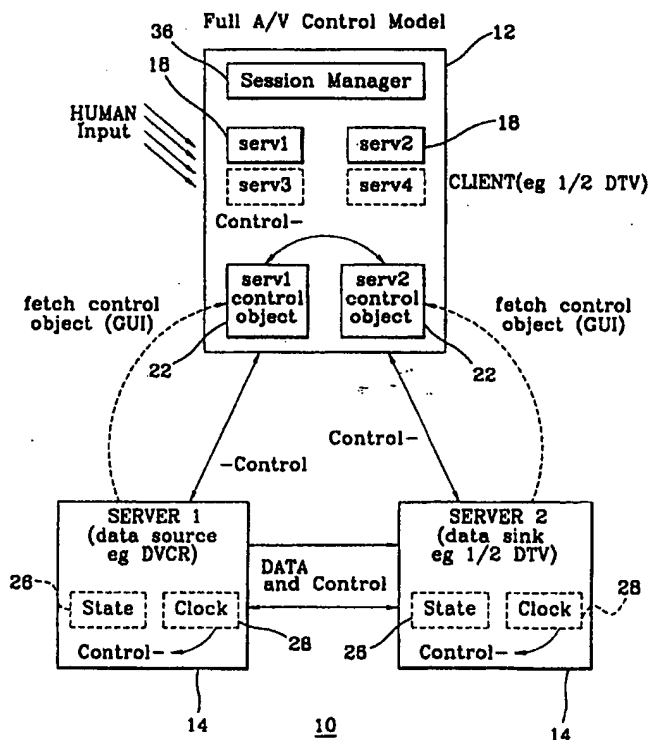 Full A/V Control Model
36
12
Session Manager
18
HUMAN
Input
serv1
serv2
18
serv3
serv4
CLIENT(eg 1/2 DTV)
Control-
serv1
control
object
serv2
control
object
fetch control
object (GUI)
fetch control
object (GUI)
22
22
Control-
-Control
SERVER 1
(data source
eg DVCR)
SERVER 2
(data sink
eg 1/2 DTV)
DATA
and Control
26
State
Clock
28
State
Clock
28
26
Control-
Control-
14
10
14